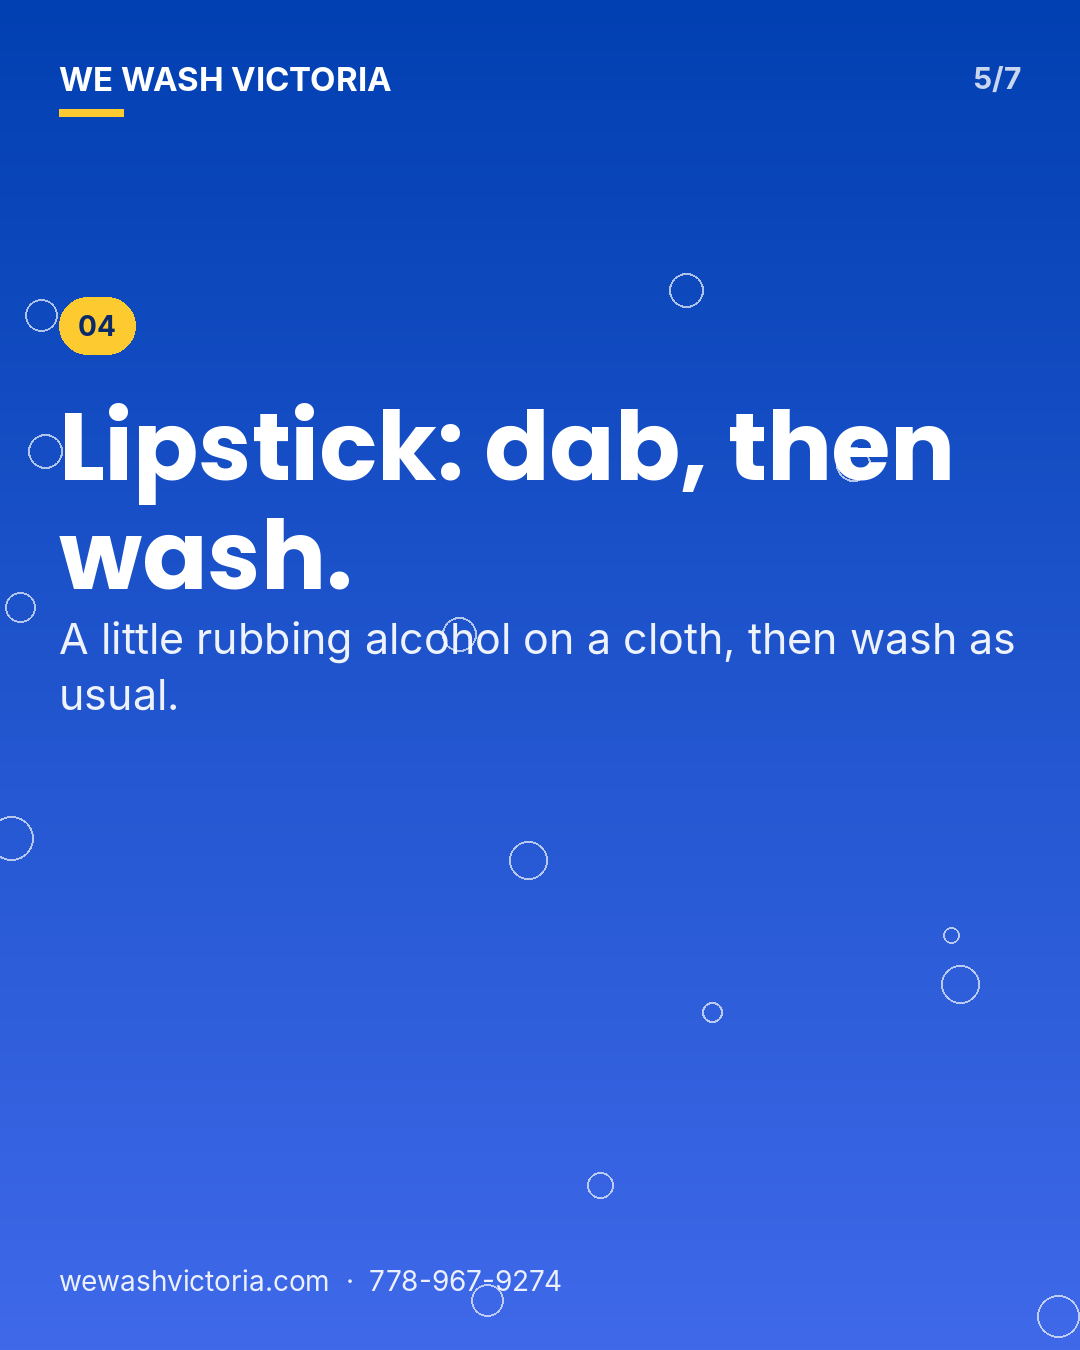 WE WASH VICTORIA
5/7
04
Lipstick: dab, then
wash.
A little rubbing alcohol on a cloth, then wash as
usual.
wewashvictoria.com · 778-967-9274